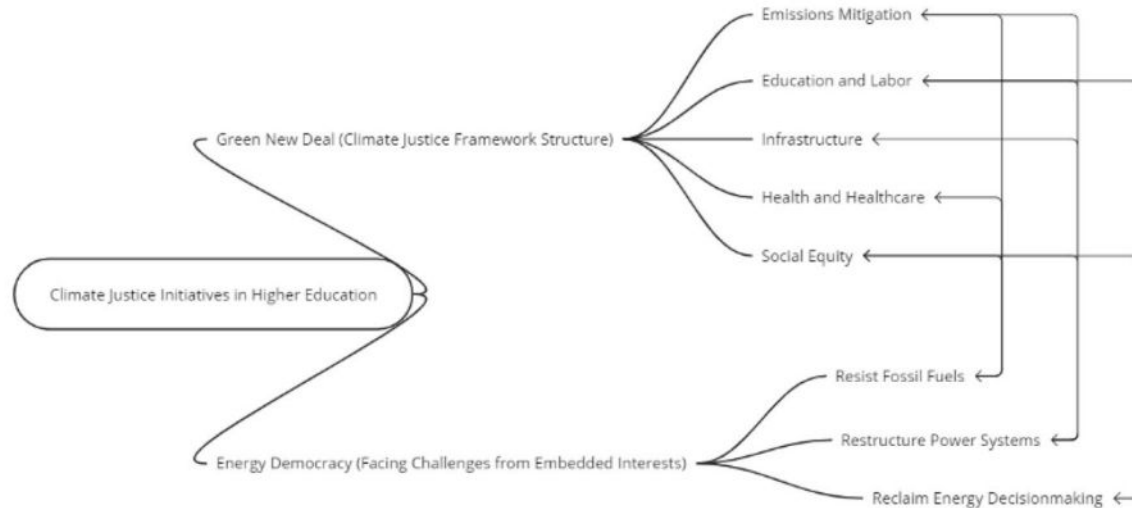 Emissions Mitigation
Education and Labor
Green New Deal (Climate Justice Framework Structure)
Infrastructure
Health and Healthcare
Social Equity
Climate Justice Initiatives in Higher Education
Resist Fossil Fuels
Restructure Power Systems
Energy Democracy (Facing Challenges from Embedded Interests)
Reclaim Energy Decisionmaking